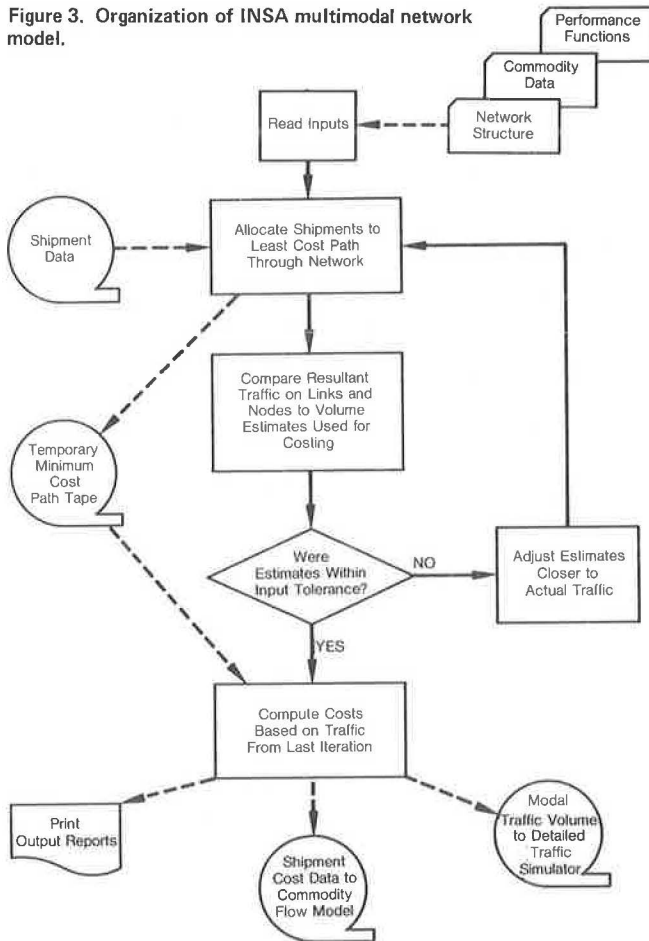 Figure 3. Organization of INSA multimodal network
model.
Performance
Functions
Commodity
Data
Network
Structure
Read Inputs
Shipment
Data
Allocate Shipments to
Least Cost Path
Through Network
Compare Resultant
Traffic on Links and
Nodes to Volume
Estimates Used for
Costing
Temporary
Minimum
Cost
Path Tape
Were
Estimates Within
Input Tolerance?
NO
Adjust Estimates
Closer to
Actual Traffic
YES
Compute Costs
Based on Traffic
From Last Iteration
Print
Output Reports
Shipment
Cost Data to
Commodity
Flow Model
Modal
Traffic Volume
to Detailed
Traffic
Simulator